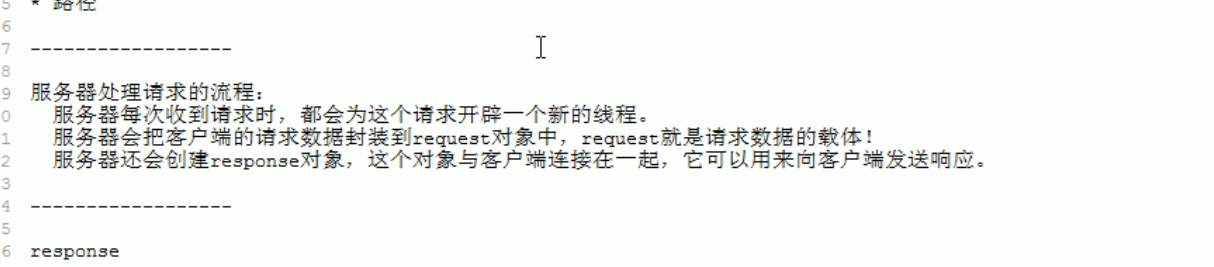 5 * 路径
6
7 ------------------
8
9 服务器处理请求的流程:
0 服务器每次收到请求时，都会为这个请求开辟一个新的线程。
1 服务器会把客户端的请求数据封装到request对象中，request就是请求数据的载体！
2 服务器还会创建response对象，这个对象与客户端连接在一起，它可以用来向客户端发送响应。
3
4 ------------------
5
6 response